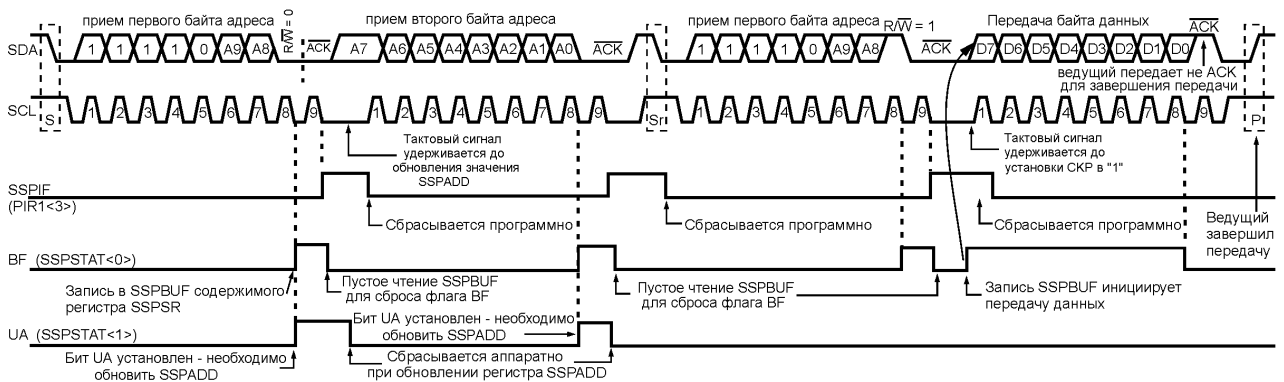 прием первого байта адреса
R/W = 0
прием второго байта адреса
прием первого байта адреса
R/W = 1
Передача байта данных
ACK
SDA
1 1 1 1 0 A9 A8
ACK
A7 A6 A5 A4 A3 A2 A1 A0
ACK
1 1 1 1 0 A9 A8
ACK
D7 D6 D5 D4 D3 D2 D1 D0
ведущий передает не ACK
для завершения передачи
SCL
S
1 2 3 4 5 6 7 8 9
1 2 3 4 5 6 7 8 9
Sr
1 2 3 4 5 6 7 8 9
1 2 3 4 5 6 7 8 9
P
Тактовый сигнал
удерживается до
обновления значения
SSPADD
Тактовый сигнал
удерживается до
установки CKP в "1"
SSPIF
(PIR1<3>)
Сбрасывается программно
Сбрасывается программно
Сбрасывается программно
Ведущий
завершил
передачу
BF (SSPSTAT<0>)
Запись в SSPBUF содержимого
регистра SSPSR
Пустое чтение SSPBUF
для сброса флага BF
Пустое чтение SSPBUF
для сброса флага BF
Запись SSPBUF инициирует
передачу данных
UA (SSPSTAT<1>)
Бит UA установлен - необходимо
обновить SSPADD
Бит UA установлен - необходимо
обновить SSPADD
Сбрасывается аппаратно
при обновлении регистра SSPADD